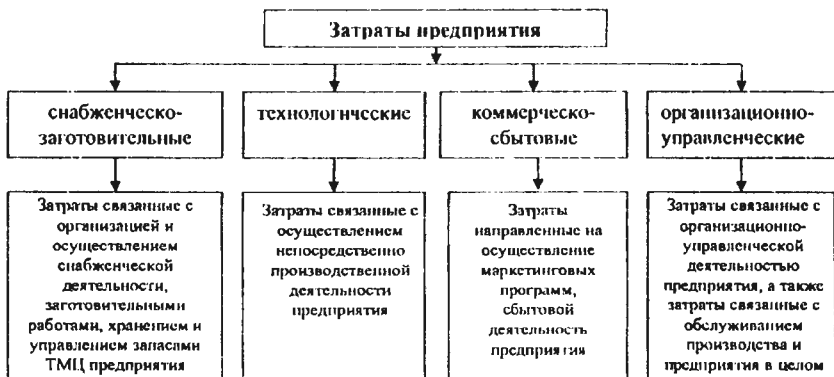 Затраты предприятия
снабженческо-
заготовительные
технологические
коммерческо-
сбытовые
организационно-
управленческие
Затраты связанные с
организацией и
осуществлением
снабженческой
деятельности,
заготовительными
работами, хранением и
управлением запасами
ТМЦ предприятия
Затраты связанные с
осуществлением
непосредственно
производственной
деятельности
предприятия
Затраты
направленные на
осуществление
маркетинговых
программ,
сбытовой
деятельность
предприятия
Затраты связанные с
организационно-
управленческой
деятельностью
предприятия, а также
затраты связанные с
обслуживанием
производства и
предприятия в целом